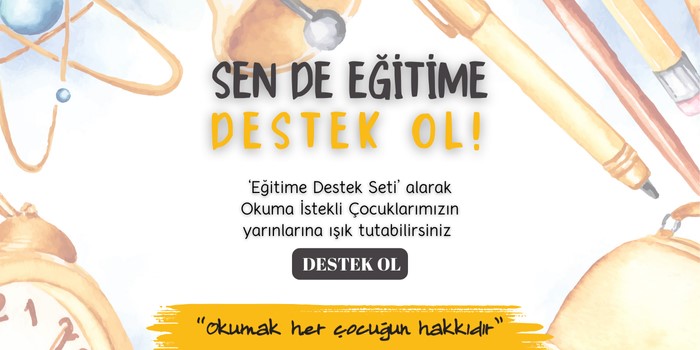 SEN DE EĞİTİME
DESTEK OL!
'Eğitime Destek Seti' alarak
Okuma İstekli Çocuklarımızın
yarınlarına ışık tutabilirsiniz
DESTEK OL
"Okumak her çocuğun hakkıdır"